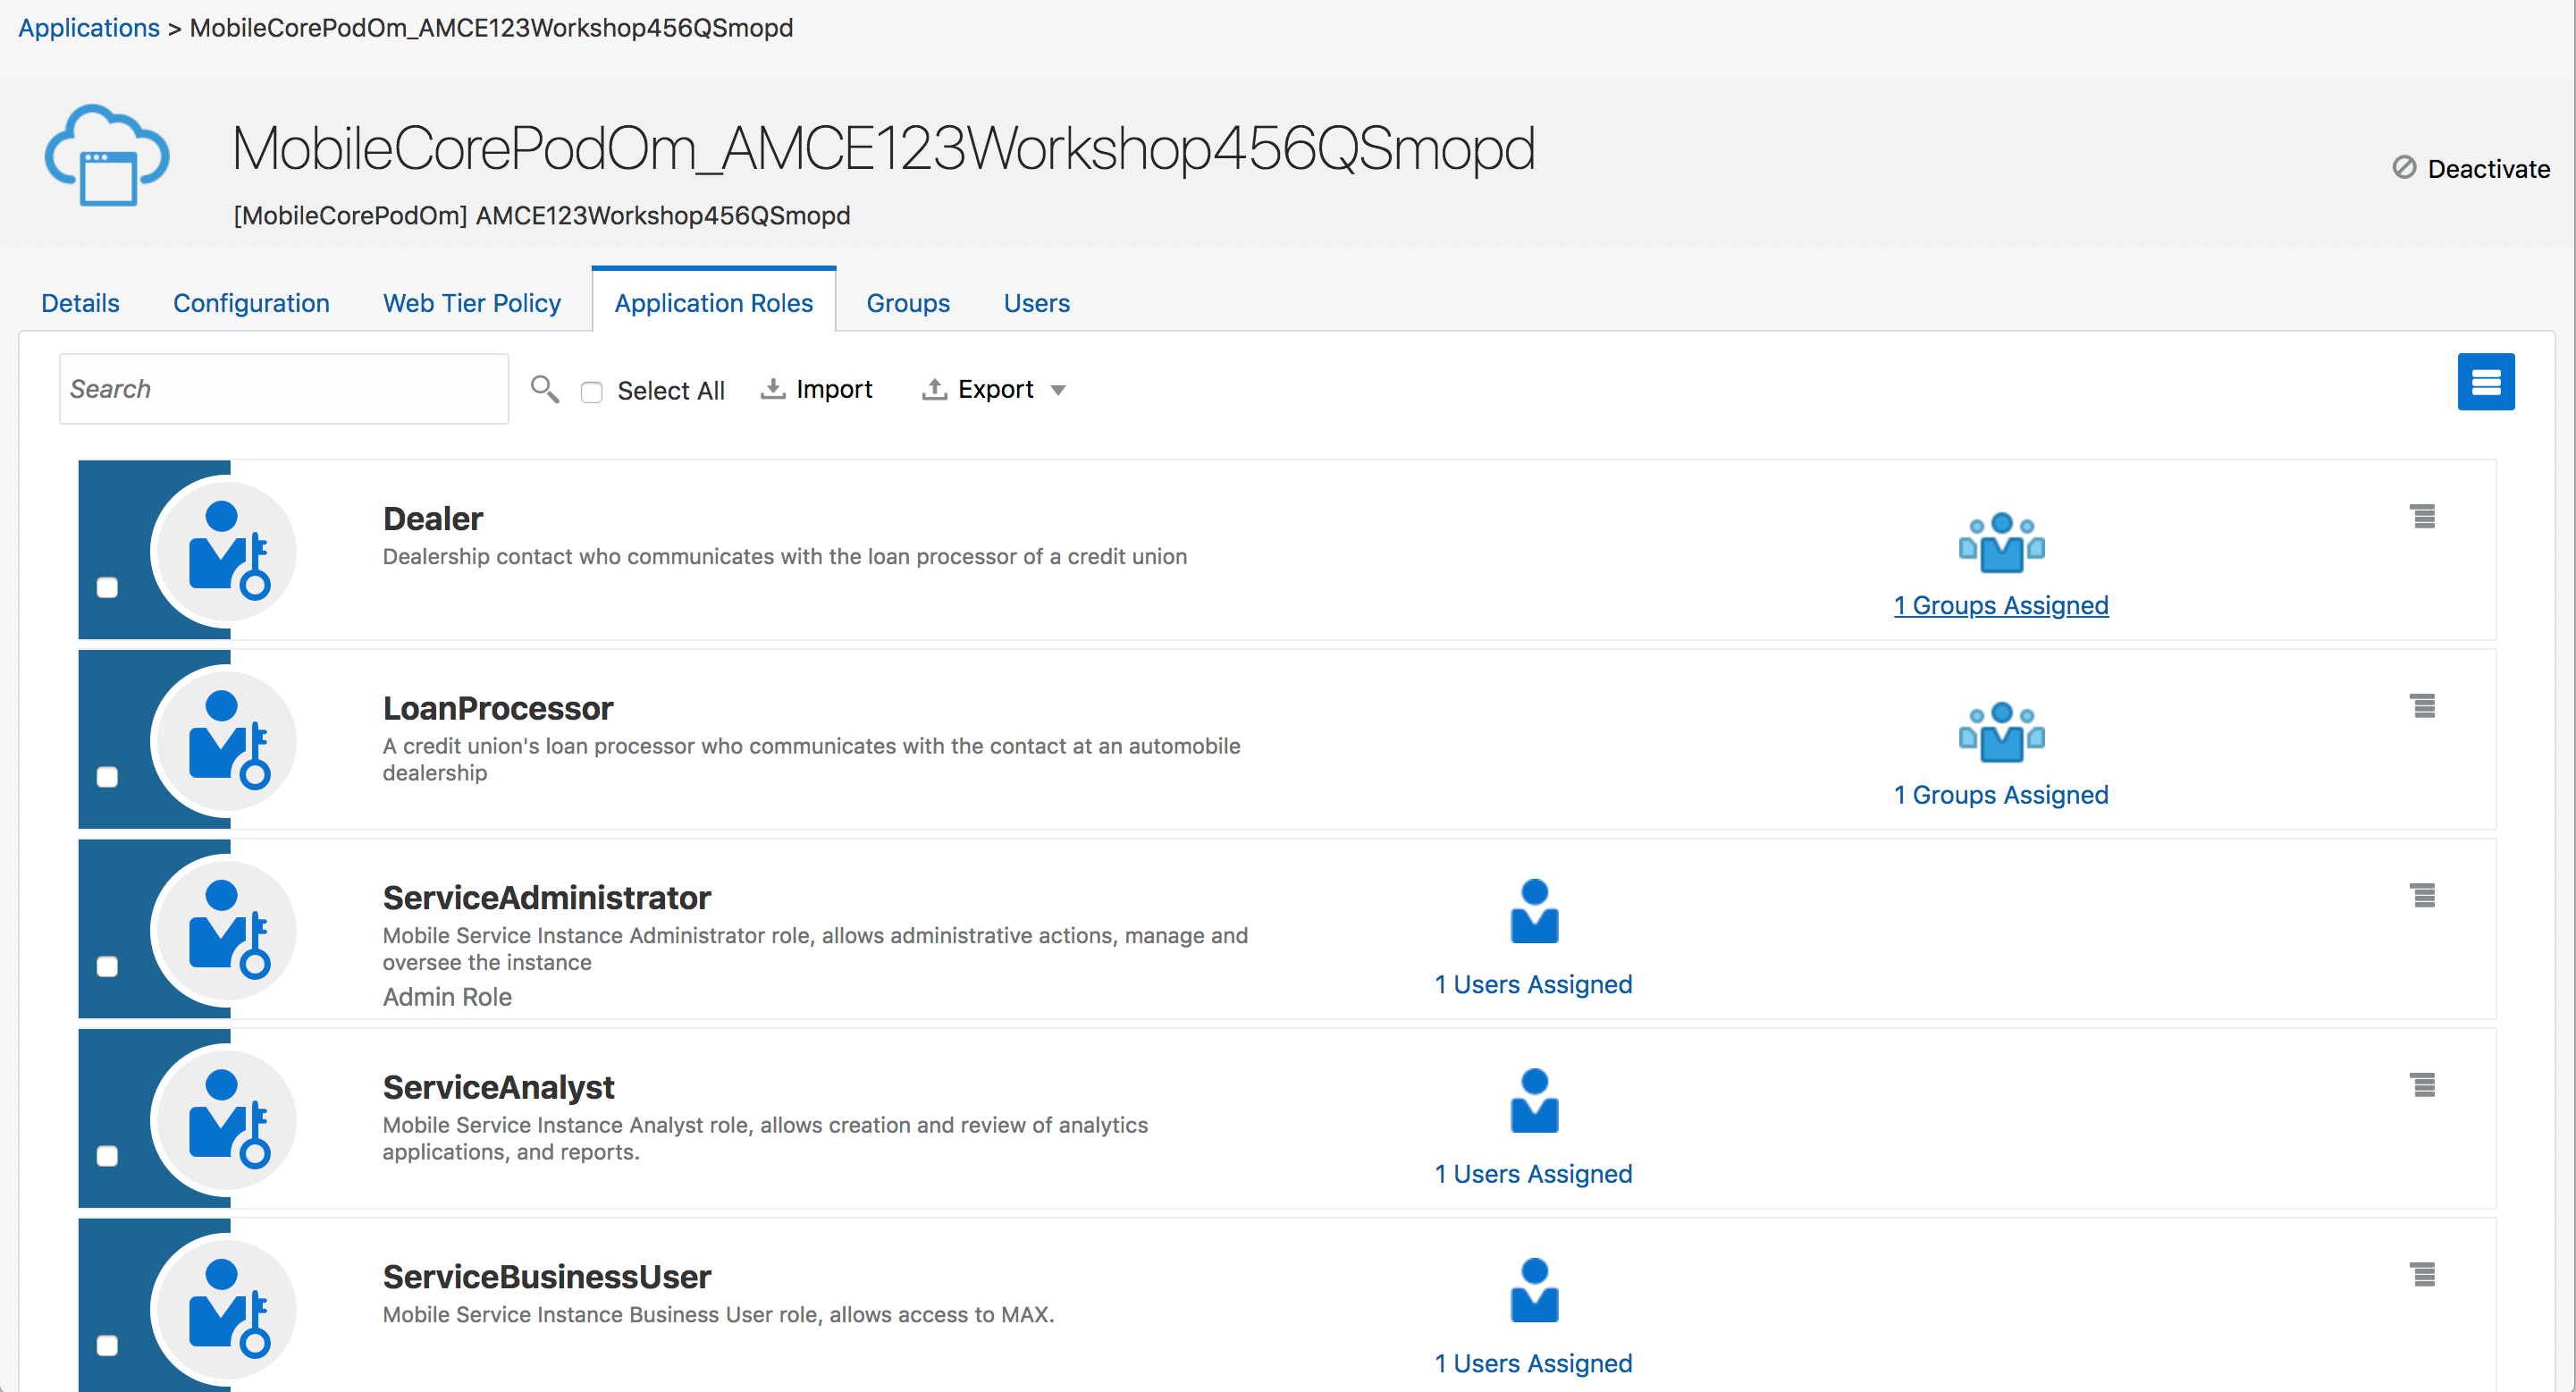 Applications > MobileCorePodOm_AMCE123Workshop456QSmopd
MobileCorePodOm_AMCE123Workshop456QSmopd
Deactivate
[MobileCorePodOm] AMCE123Workshop456QSmopd
Details Configuration Web Tier Policy Application Roles Groups Users
Search Select All Import Export
Dealer
Dealership contact who communicates with the loan processor of a credit union
1 Groups Assigned
LoanProcessor
A credit union's loan processor who communicates with the contact at an automobile
dealership
1 Groups Assigned
ServiceAdministrator
Mobile Service Instance Administrator role, allows administrative actions, manage and
oversee the instance
Admin Role
1 Users Assigned
ServiceAnalyst
Mobile Service Instance Analyst role, allows creation and review of analytics
applications, and reports.
1 Users Assigned
ServiceBusinessUser
Mobile Service Instance Business User role, allows access to MAX.
1 Users Assigned